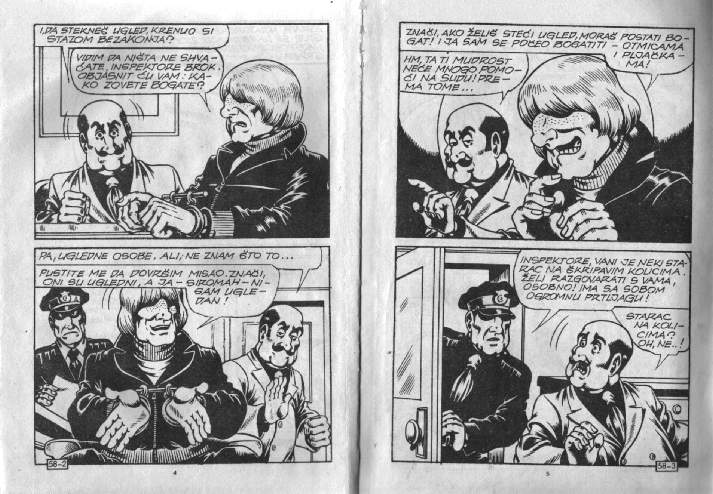 I, DA STEKNEŠ UGLED, KRENUO SI
STAZOM BEZAKONJA?
VIDIM DA NIŠTA NE SHVA-
ĆATE, INSPEKTORE BROK.
OBJASNIT ĆU VAM: KA-
KO ZOVETE BOGATE?
PA, UGLEDNE OSOBE, ALI, NE ZNAM ŠTO TO...
PUSTITE ME DA DOVRŠIM MISAO. ZNAČI,
ONI SU UGLEDNI, A JA - SIROMAH - NI-
SAM UGLE-
DAN!
58-2
4
ZNAČI, AKO ŽELIŠ STEĆI UGLED, MORAŠ POSTATI BO-
GAT! I JA SAM SE POČEO BOGATITI - OTMICAMA
I PLJAČKA-
MA!
HM, TA TI MUDROST
NEĆE MNOGO POMO-
ĆI NA SUDU! PRE-
MA TOME...
INSPEKTORE, VANI JE NEKI STA-
RAC NA ŠKRIPAVIM KOLICIMA.
ŽELI RAZGOVARATI S VAMA,
OSOBNO! IMA SA SOBOM
OGROMNU PRTLJAGU!
STARAC
NA KOLI-
CIMA?
OH, NE..!
5
58-3